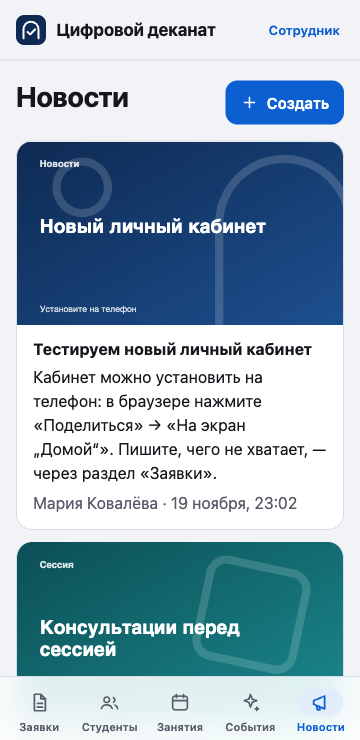 Цифровой деканат
Сотрудник
Новости
+ Создать
Новости
Новый личный кабинет
Установите на телефон
Тестируем новый личный кабинет
Кабинет можно установить на
телефон: в браузере нажмите
«Поделиться» → «На экран
„Домой“». Пишите, чего не хватает, —
через раздел «Заявки».
Мария Ковалёва · 19 ноября, 23:02
Сессия
Консультации перед
сессией
Заявки
Студенты
Занятия
События
Новости